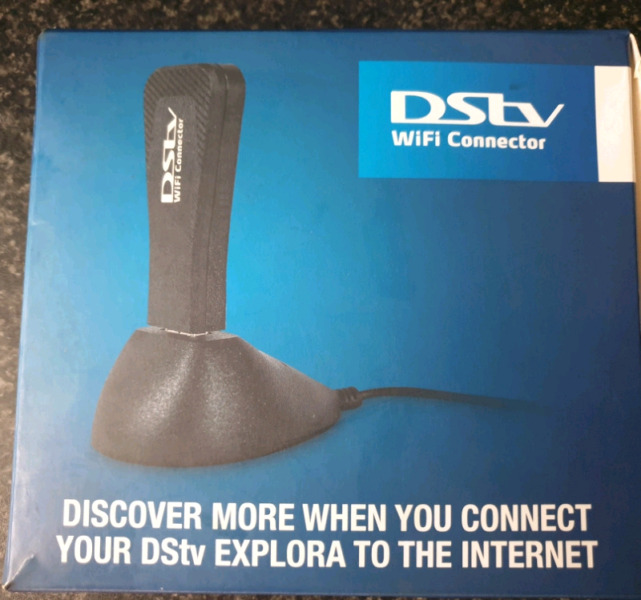 DStv
WiFi Connector
DStv
WiFi Connector
DISCOVER MORE WHEN YOU CONNECT
YOUR DStv EXPLORA TO THE INTERNET